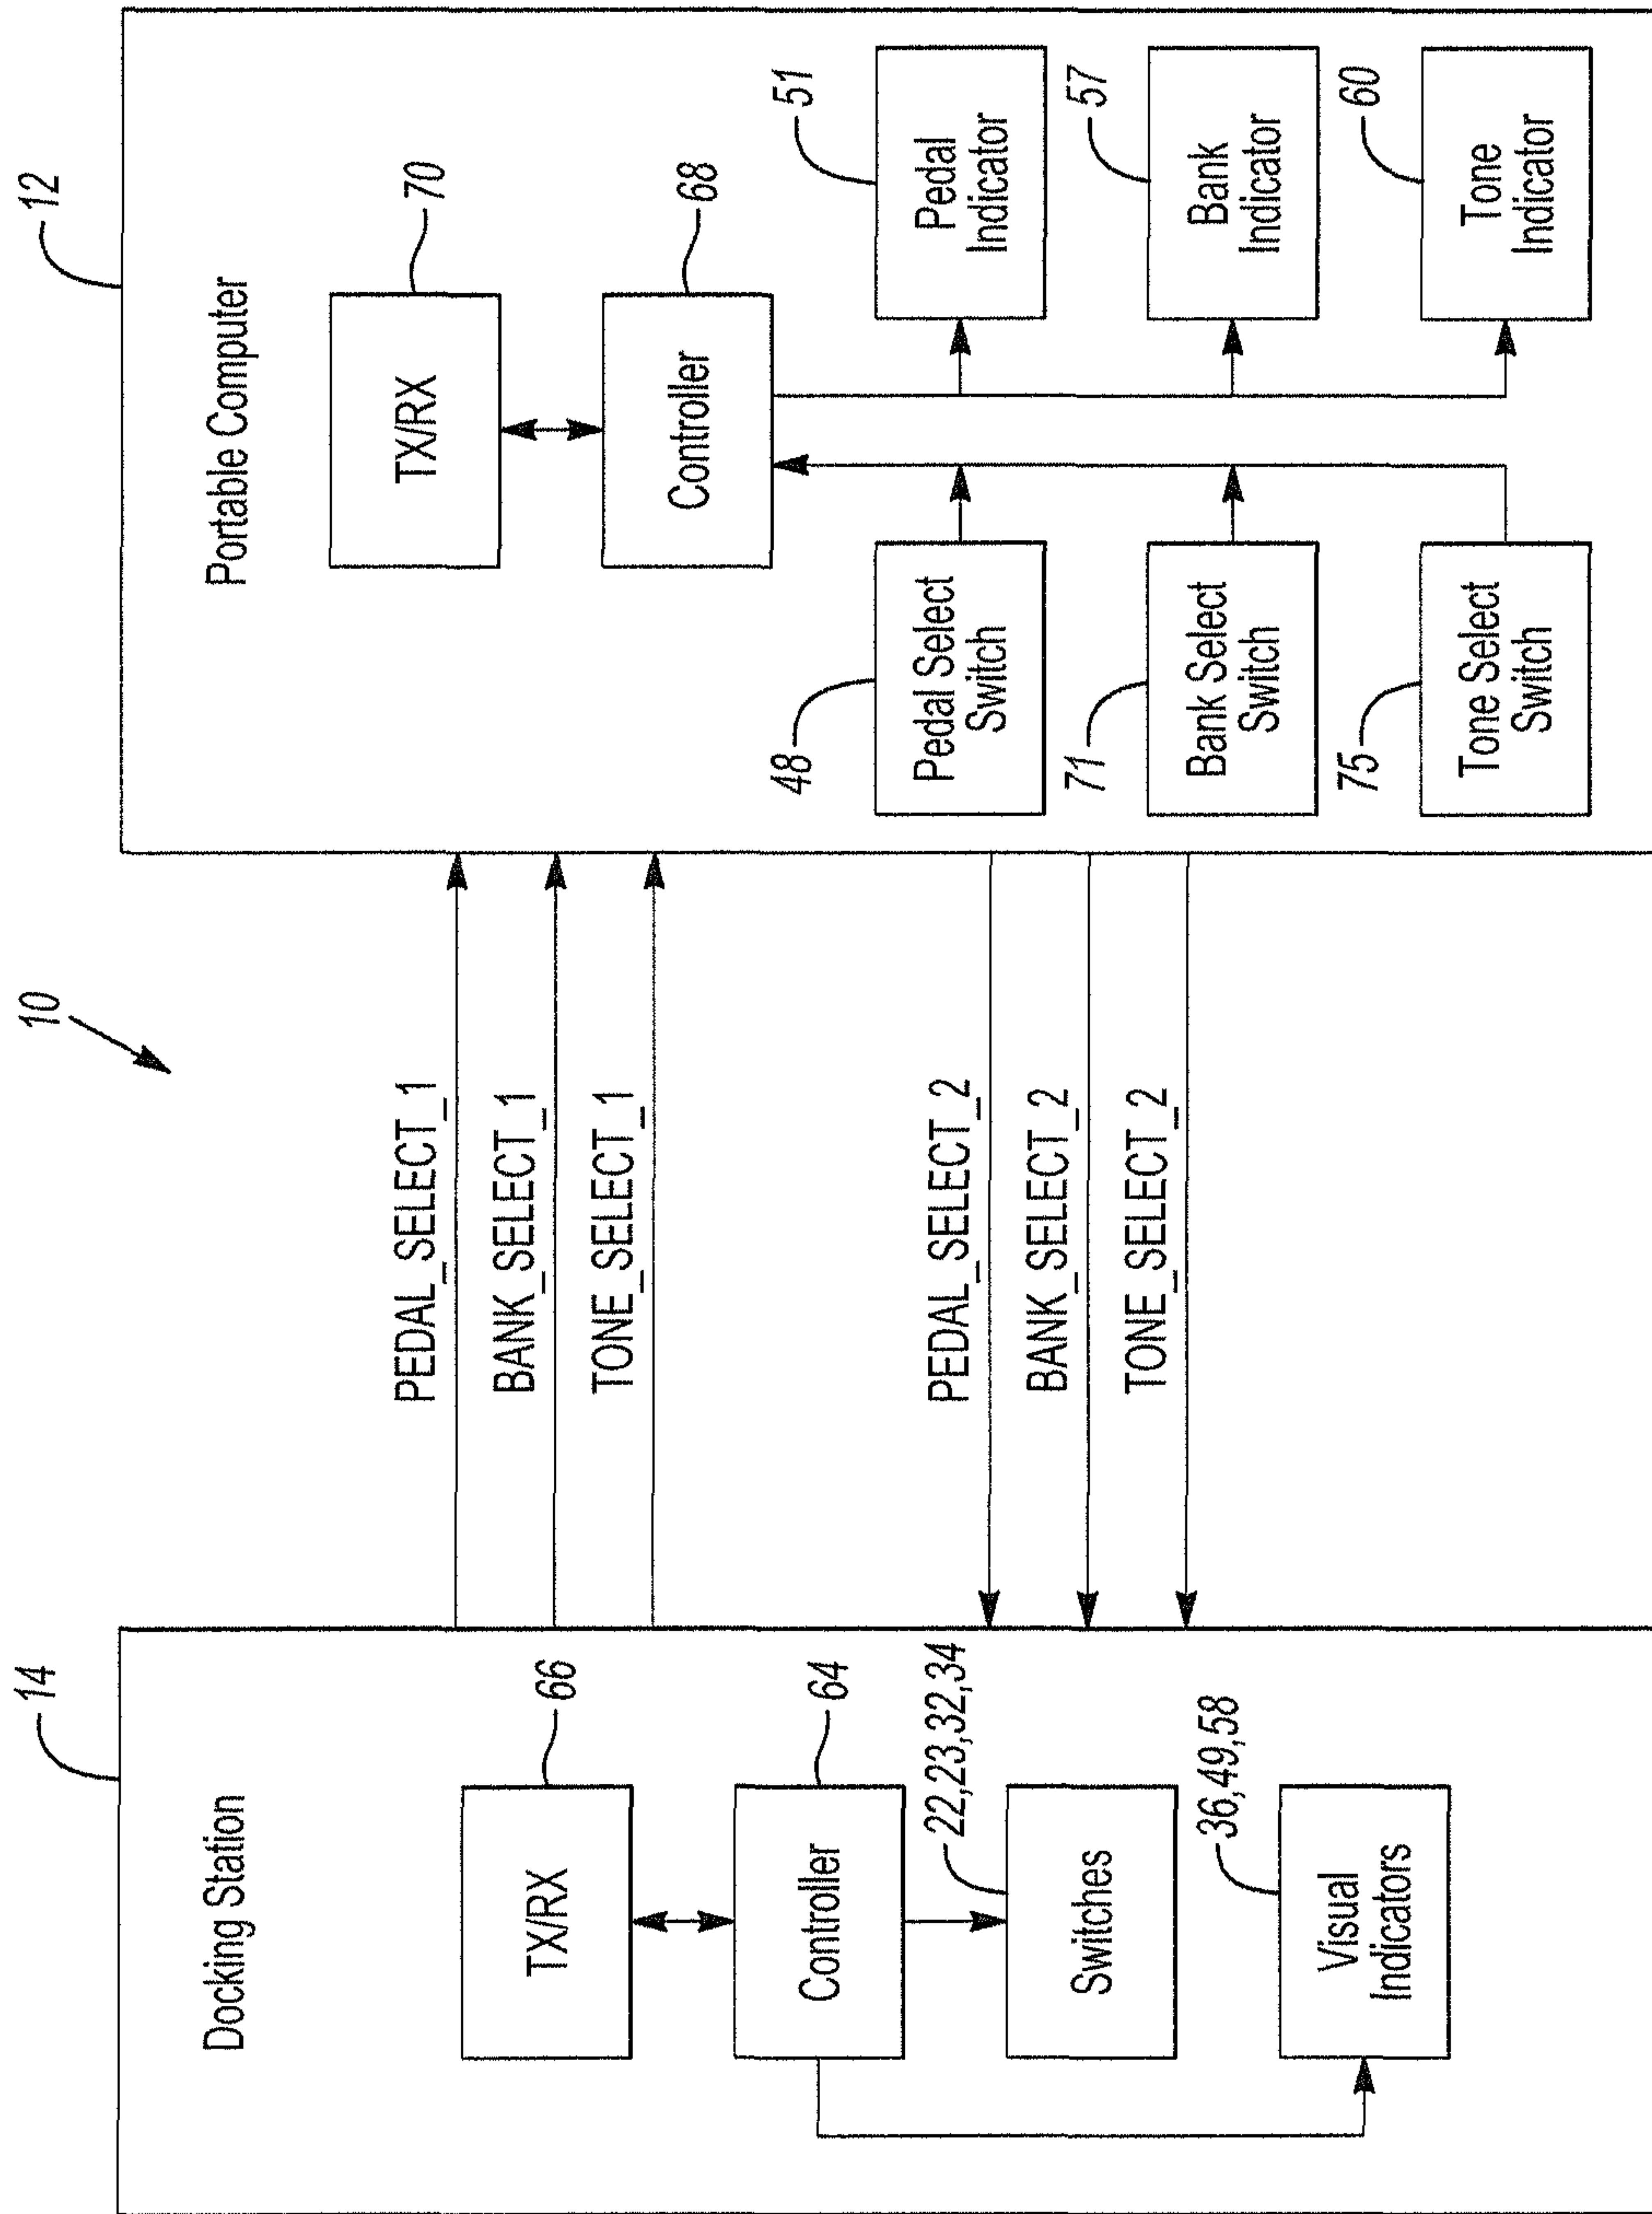 10
14
Docking Station
66
TX/RX
64
Controller
22,23,32,34
Switches
36,49,58
Visual
Indicators
PEDAL_SELECT_1
BANK_SELECT_1
TONE_SELECT_1
PEDAL_SELECT_2
BANK_SELECT_2
TONE_SELECT_2
12
Portable Computer
70
TX/RX
68
Controller
48
Pedal Select
Switch
51
Pedal
Indicator
71
Bank Select
Switch
57
Bank
Indicator
75
Tone Select
Switch
60
Tone
Indicator